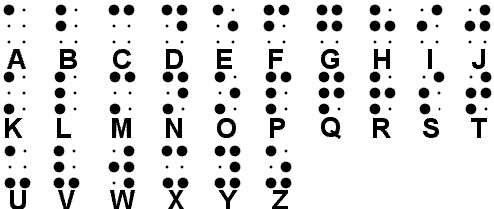 A B C D E F G H I J
K L M N O P Q R S T
U V W X Y Z